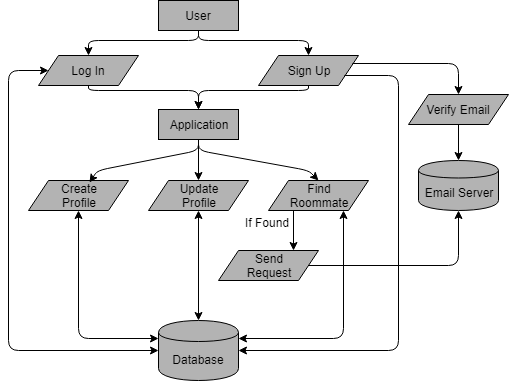 User
Log In
Sign Up
Verify Email
Application
Create
Profile
Update
Profile
Find
Roommate
Email Server
If Found
Send
Request
Database